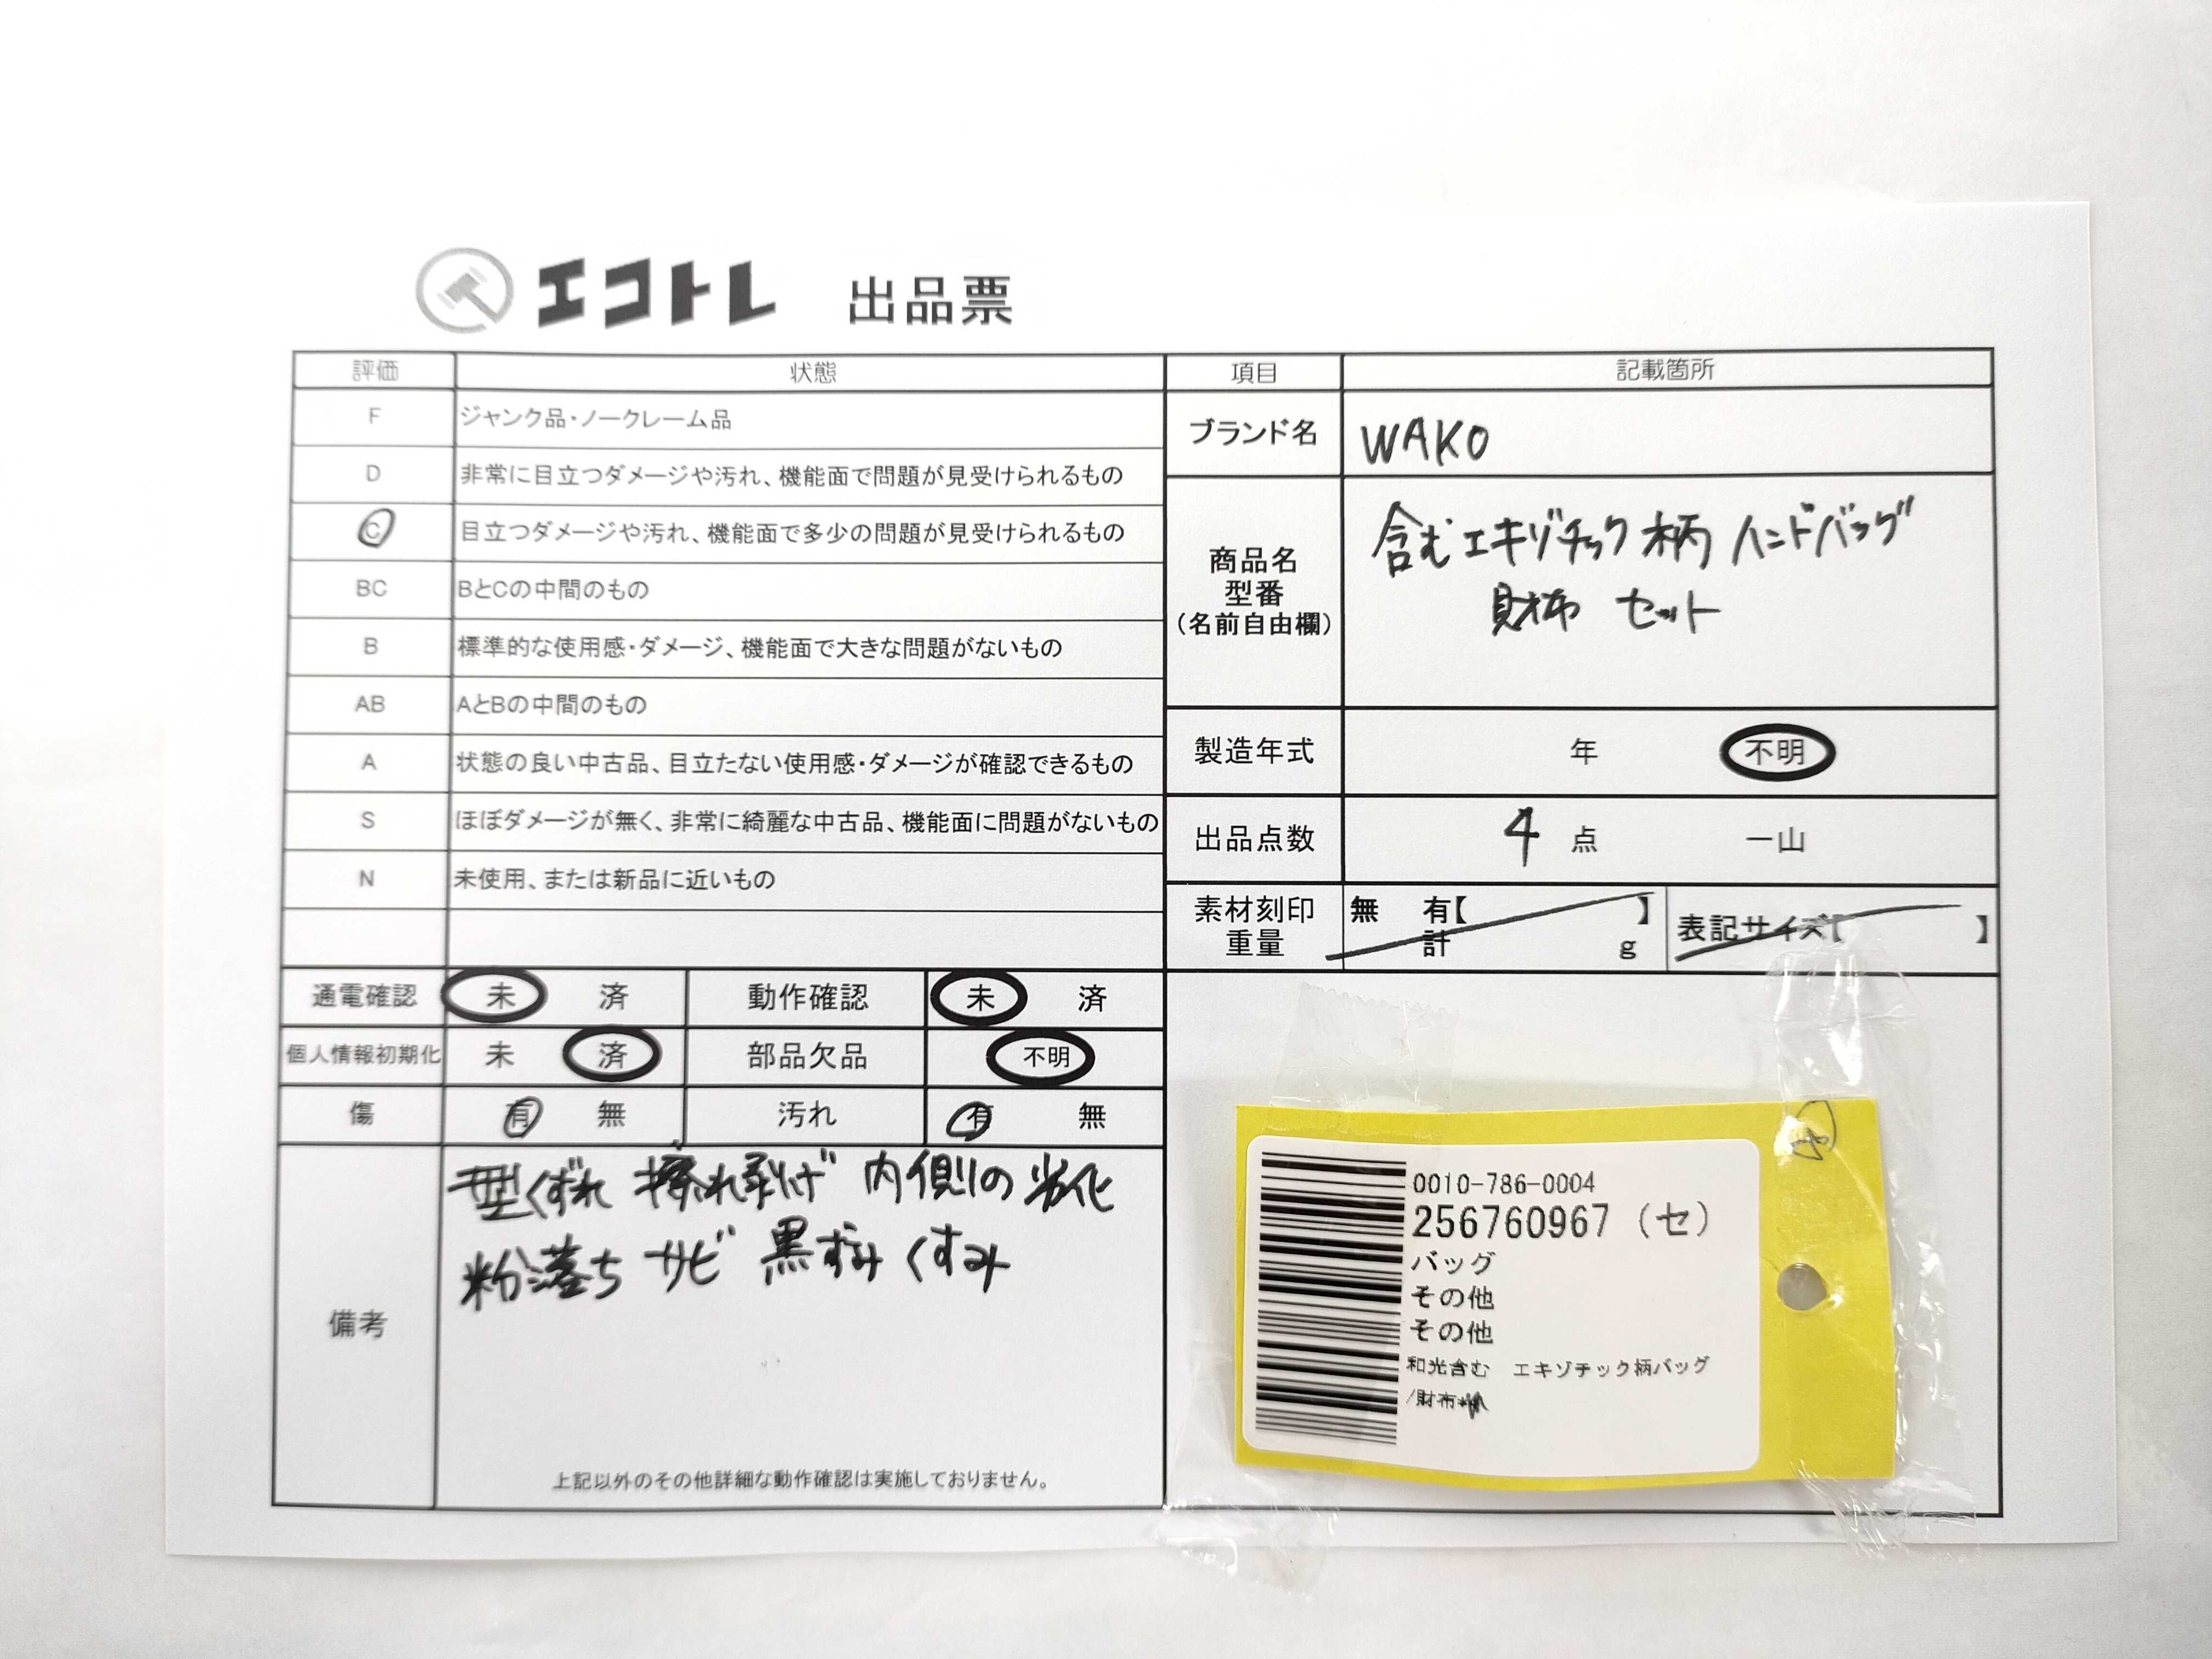 エコトレ 出品票
評価 状態
F ジャンク品・ノークレーム品
D 非常に目立つダメージや汚れ、機能面で問題が見受けられるもの
C 目立つダメージや汚れ、機能面で多少の問題が見受けられるもの
BC BとCの中間のもの
B 標準的な使用感・ダメージ、機能面で大きな問題がないもの
AB AとBの中間のもの
A 状態の良い中古品、目立たない使用感・ダメージが確認できるもの
S ほぼダメージが無く、非常に綺麗な中古品、機能面に問題がないもの
N 未使用、または新品に近いもの
通電確認 未 済 動作確認 未 済
個人情報初期化 未 済 部品欠品 不明
傷 有 無 汚れ 有 無
備考
型くずれ 擦れ剥げ 内側の劣化
粉落ち サビ 黒ずみ くすみ
上記以外のその他詳細な動作確認は実施しておりません。
項目 記載箇所
ブランド名 WAKO
商品名
型番
(名前自由欄)
含むエキゾチック柄 ハンドバッグ
財布 セット
製造年式 年 不明
出品点数 4 点 一山
素材刻印 無 有【 】 表記サイズ【 】
重量 計 g
0010-786-0004
256760967 (セ)
バッグ
その他
その他
和光含む エキゾチック柄バッグ
/財布